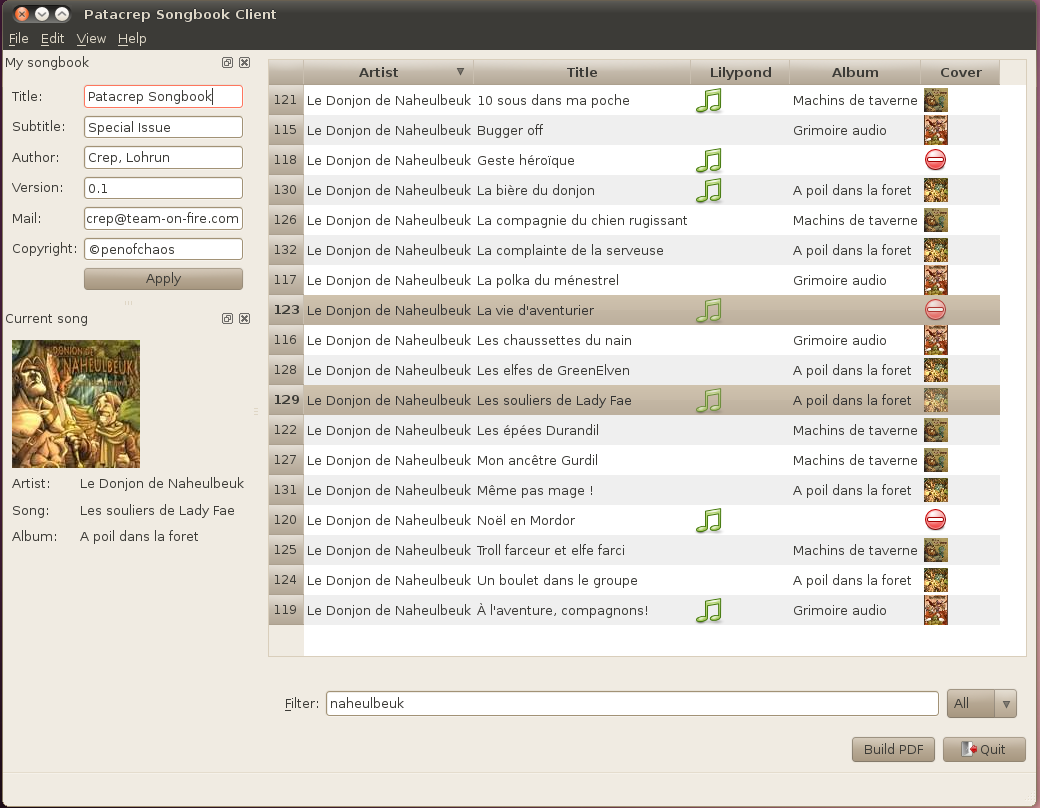 Patacrep Songbook Client
File Edit View Help
My songbook
Title: Patacrep Songbook
Subtitle: Special Issue
Author: Crep, Lohrun
Version: 0.1
Mail: crep@team-on-fire.com
Copyright: ©penofchaos
Apply
Current song
DONJON DE
NAHEULBEUK
Artist: Le Donjon de Naheulbeuk
Song: Les souliers de Lady Fae
Album: A poil dans la foret
Artist Title Lilypond Album Cover
121 Le Donjon de Naheulbeuk 10 sous dans ma poche Machins de taverne
115 Le Donjon de Naheulbeuk Bugger off Grimoire audio
118 Le Donjon de Naheulbeuk Geste héroïque
130 Le Donjon de Naheulbeuk La bière du donjon A poil dans la foret
126 Le Donjon de Naheulbeuk La compagnie du chien rugissant Machins de taverne
132 Le Donjon de Naheulbeuk La complainte de la serveuse A poil dans la foret
117 Le Donjon de Naheulbeuk La polka du ménestrel Grimoire audio
123 Le Donjon de Naheulbeuk La vie d'aventurier
116 Le Donjon de Naheulbeuk Les chaussettes du nain Grimoire audio
128 Le Donjon de Naheulbeuk Les elfes de GreenElven A poil dans la foret
129 Le Donjon de Naheulbeuk Les souliers de Lady Fae A poil dans la foret
122 Le Donjon de Naheulbeuk Les épées Durandil Machins de taverne
127 Le Donjon de Naheulbeuk Mon ancêtre Gurdil Machins de taverne
131 Le Donjon de Naheulbeuk Même pas mage ! A poil dans la foret
120 Le Donjon de Naheulbeuk Noël en Mordor
125 Le Donjon de Naheulbeuk Troll farceur et elfe farci Machins de taverne
124 Le Donjon de Naheulbeuk Un boulet dans le groupe A poil dans la foret
119 Le Donjon de Naheulbeuk À l'aventure, compagnons! Grimoire audio
Filter: naheulbeuk All
Build PDF Quit